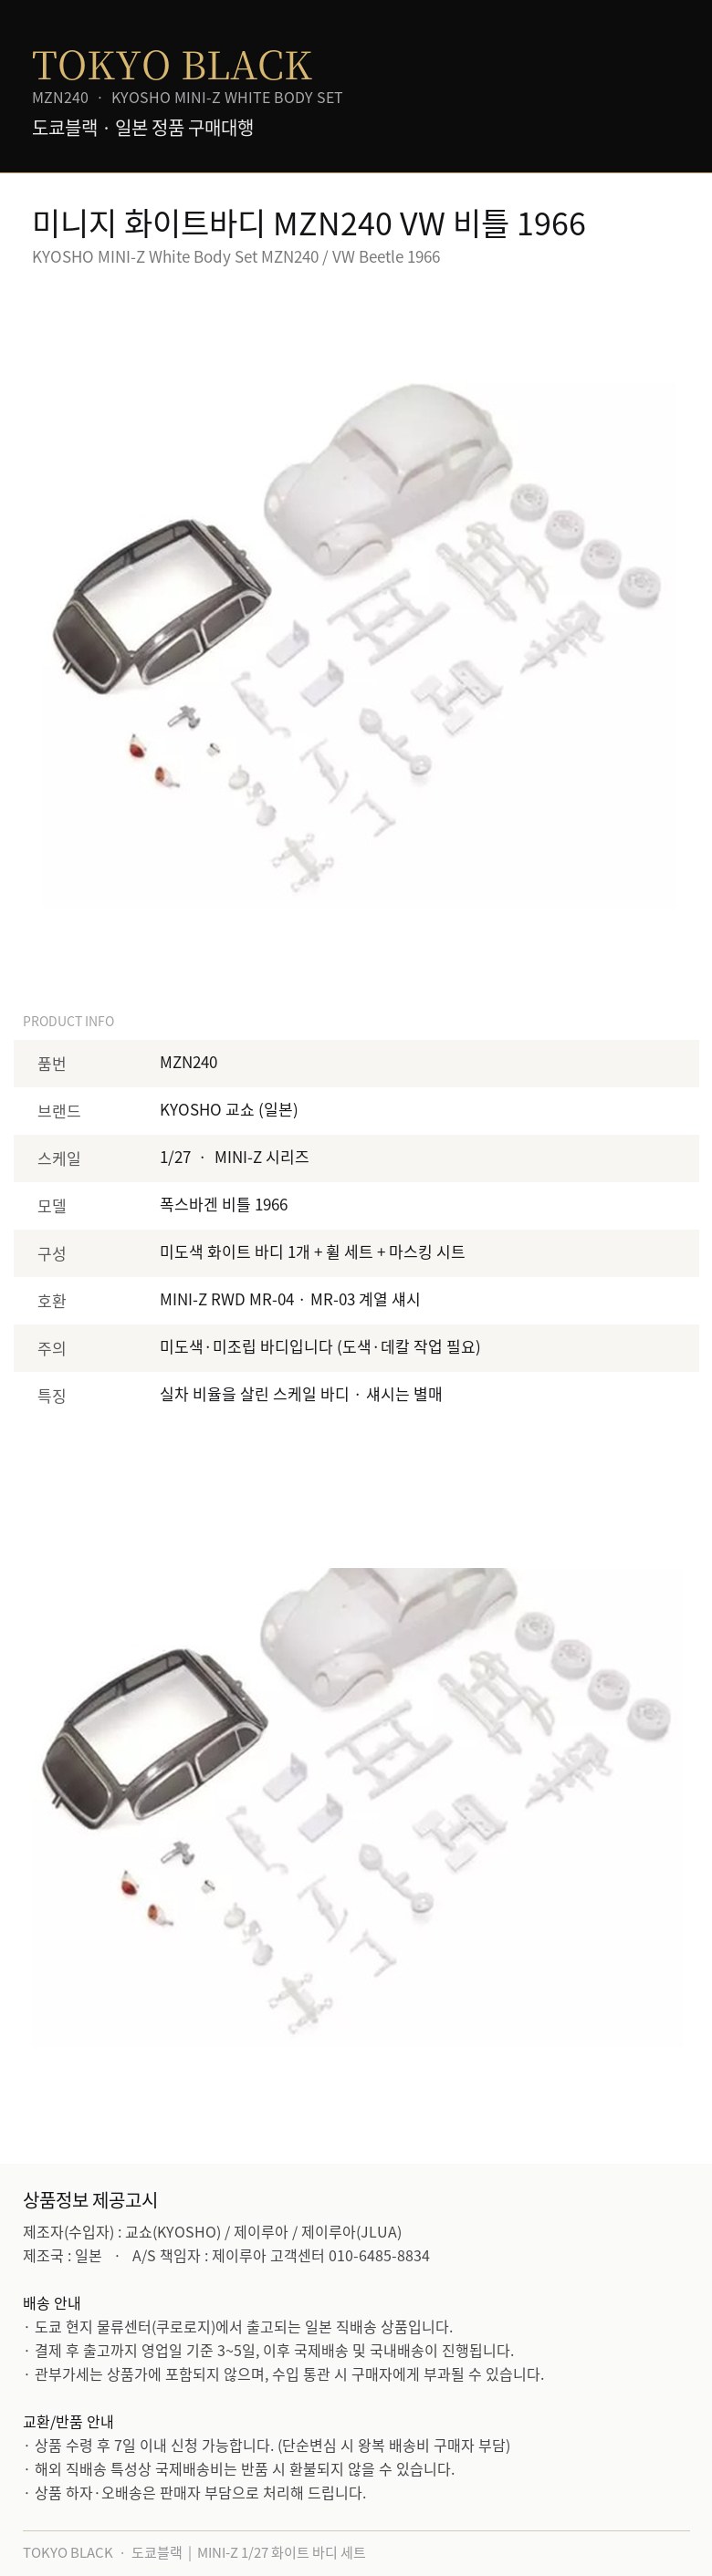 TOKYO BLACK
MZN240 · KYOSHO MINI-Z WHITE BODY SET
도쿄블랙 · 일본 정품 구매대행
미니지 화이트바디 MZN240 VW 비틀 1966
KYOSHO MINI-Z White Body Set MZN240 / VW Beetle 1966
PRODUCT INFO
품번 MZN240
브랜드 KYOSHO 교쇼 (일본)
스케일 1/27 · MINI-Z 시리즈
모델 폭스바겐 비틀 1966
구성 미도색 화이트 바디 1개 + 휠 세트 + 마스킹 시트
호환 MINI-Z RWD MR-04 · MR-03 계열 섀시
주의 미도색·미조립 바디입니다 (도색·데칼 작업 필요)
특징 실차 비율을 살린 스케일 바디 · 섀시는 별매
상품정보 제공고시
제조자(수입자) : 교쇼(KYOSHO) / 제이루아 / 제이루아(JLUA)
제조국 : 일본 · A/S 책임자 : 제이루아 고객센터 010-6485-8834
배송 안내
· 도쿄 현지 물류센터(쿠로로지)에서 출고되는 일본 직배송 상품입니다.
· 결제 후 출고까지 영업일 기준 3~5일, 이후 국제배송 및 국내배송이 진행됩니다.
· 관부가세는 상품가에 포함되지 않으며, 수입 통관 시 구매자에게 부과될 수 있습니다.
교환/반품 안내
· 상품 수령 후 7일 이내 신청 가능합니다. (단순변심 시 왕복 배송비 구매자 부담)
· 해외 직배송 특성상 국제배송비는 반품 시 환불되지 않을 수 있습니다.
· 상품 하자·오배송은 판매자 부담으로 처리해 드립니다.
TOKYO BLACK · 도쿄블랙 | MINI-Z 1/27 화이트 바디 세트